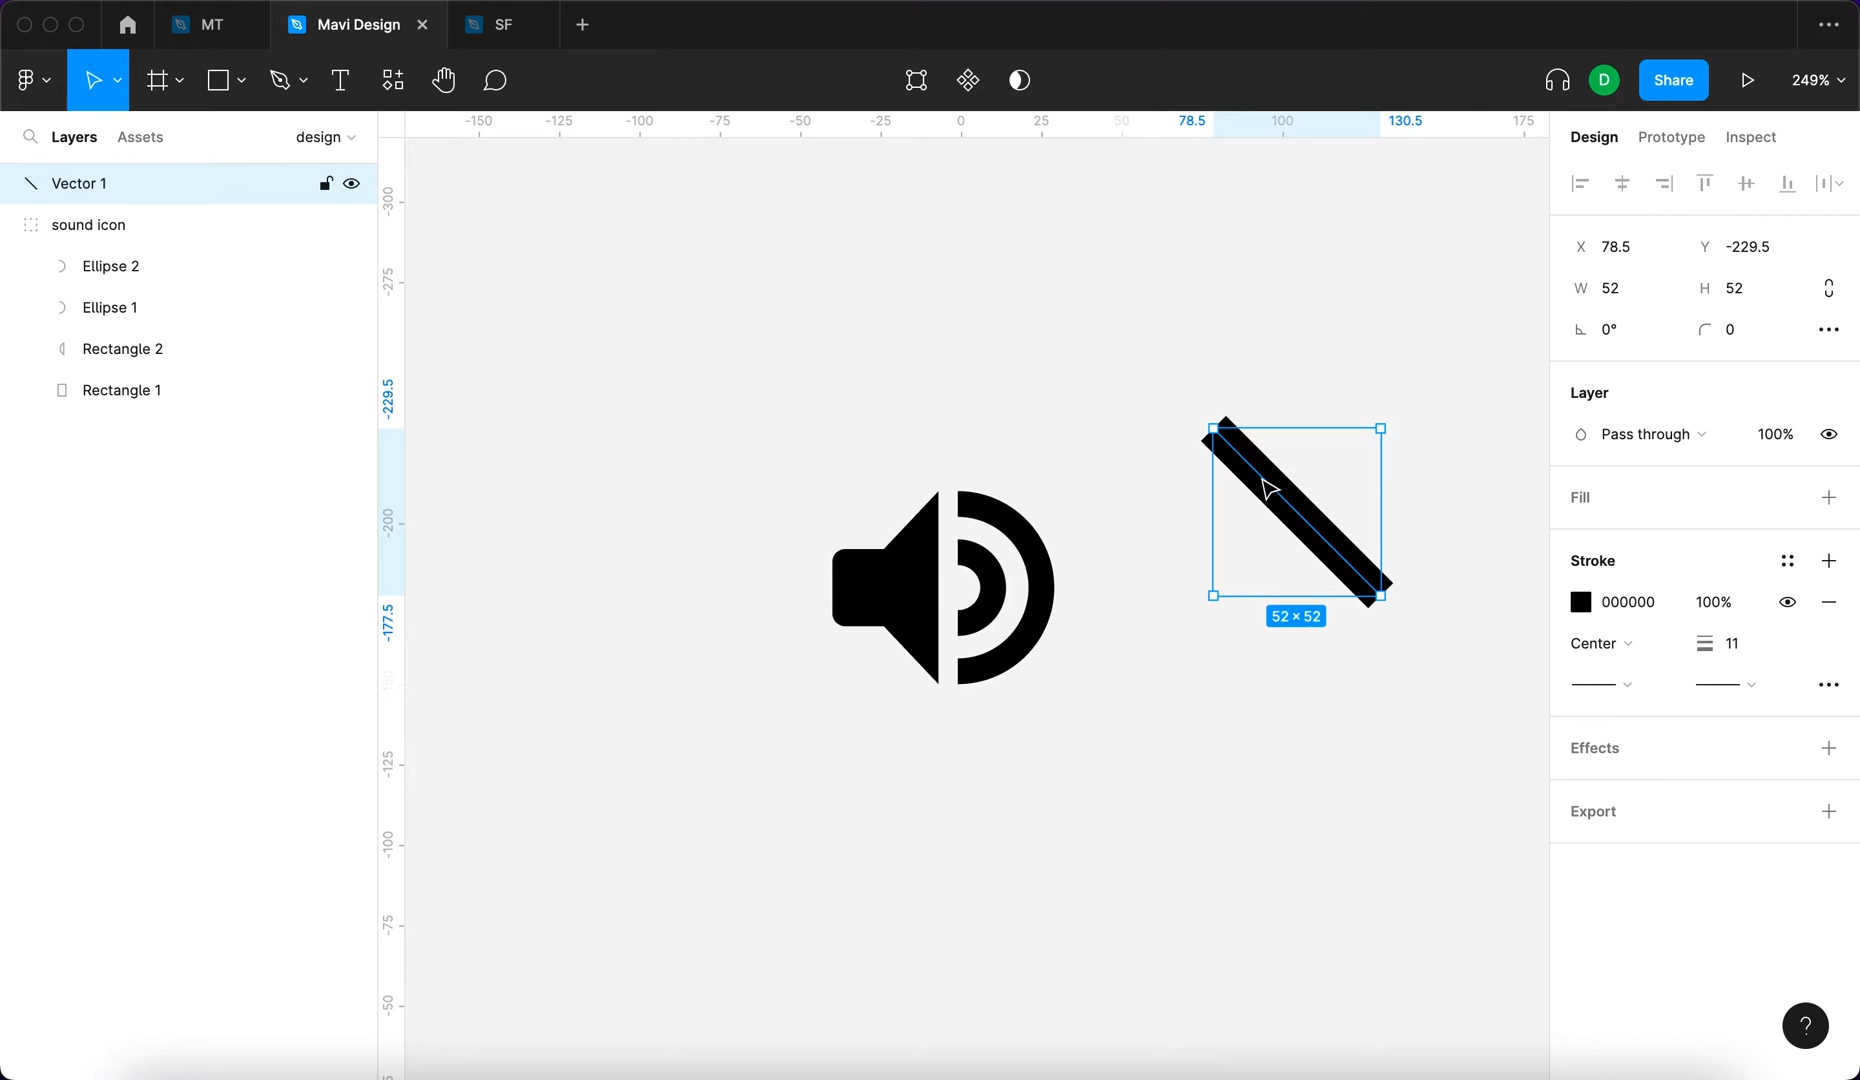 MT
Mavi Design
SF
D
Share
249%
Layers
Assets
design
-150
-125
-100
-75
-50
-25
0
25
50
78.5
100
130.5
175
Design
Prototype
Inspect
Vector 1
sound icon
Ellipse 2
Ellipse 1
Rectangle 2
Rectangle 1
-300
-275
-229.5
-200
-177.5
-150
-125
-100
-75
-50
52 × 52
X 78.5
Y -229.5
W 52
H 52
0°
0
Layer
Pass through
100%
Fill
Stroke
000000
100%
Center
11
Effects
Export
?